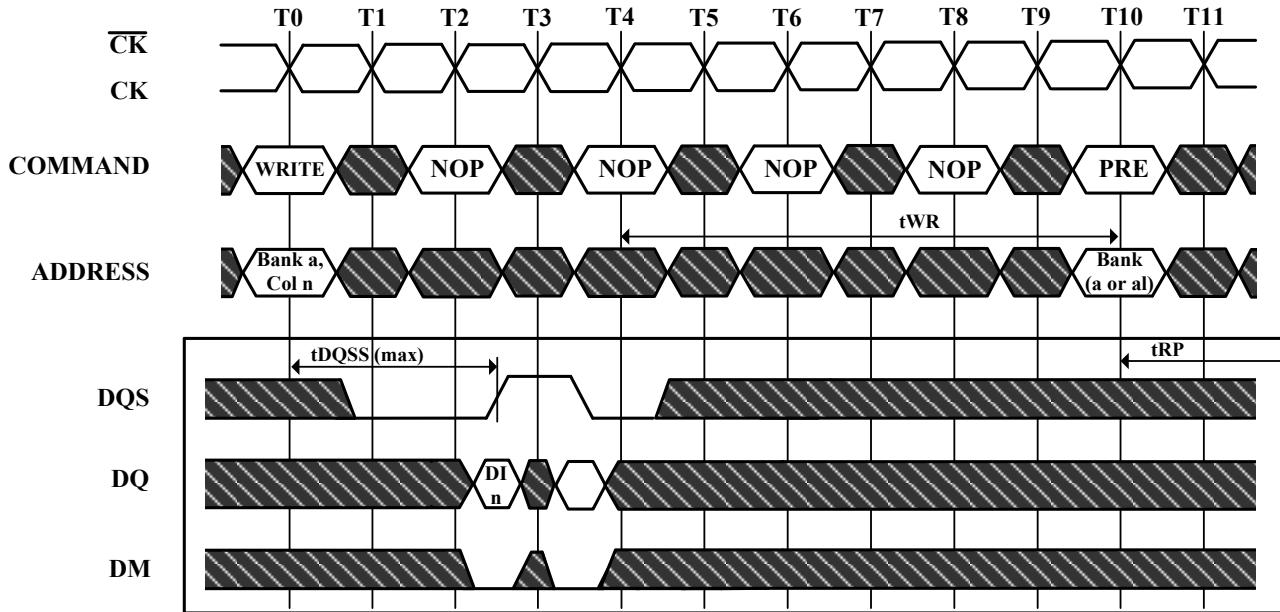 T0 T1 T2 T3 T4 T5 T6 T7 T8 T9 T10 T11
CK
CK
COMMAND
WRITE NOP NOP NOP NOP PRE
tWR
ADDRESS
Bank a,
Col n
Bank
(a or al)
tDQSS (max)
tRP
DQS
DQ
DI
n
DM